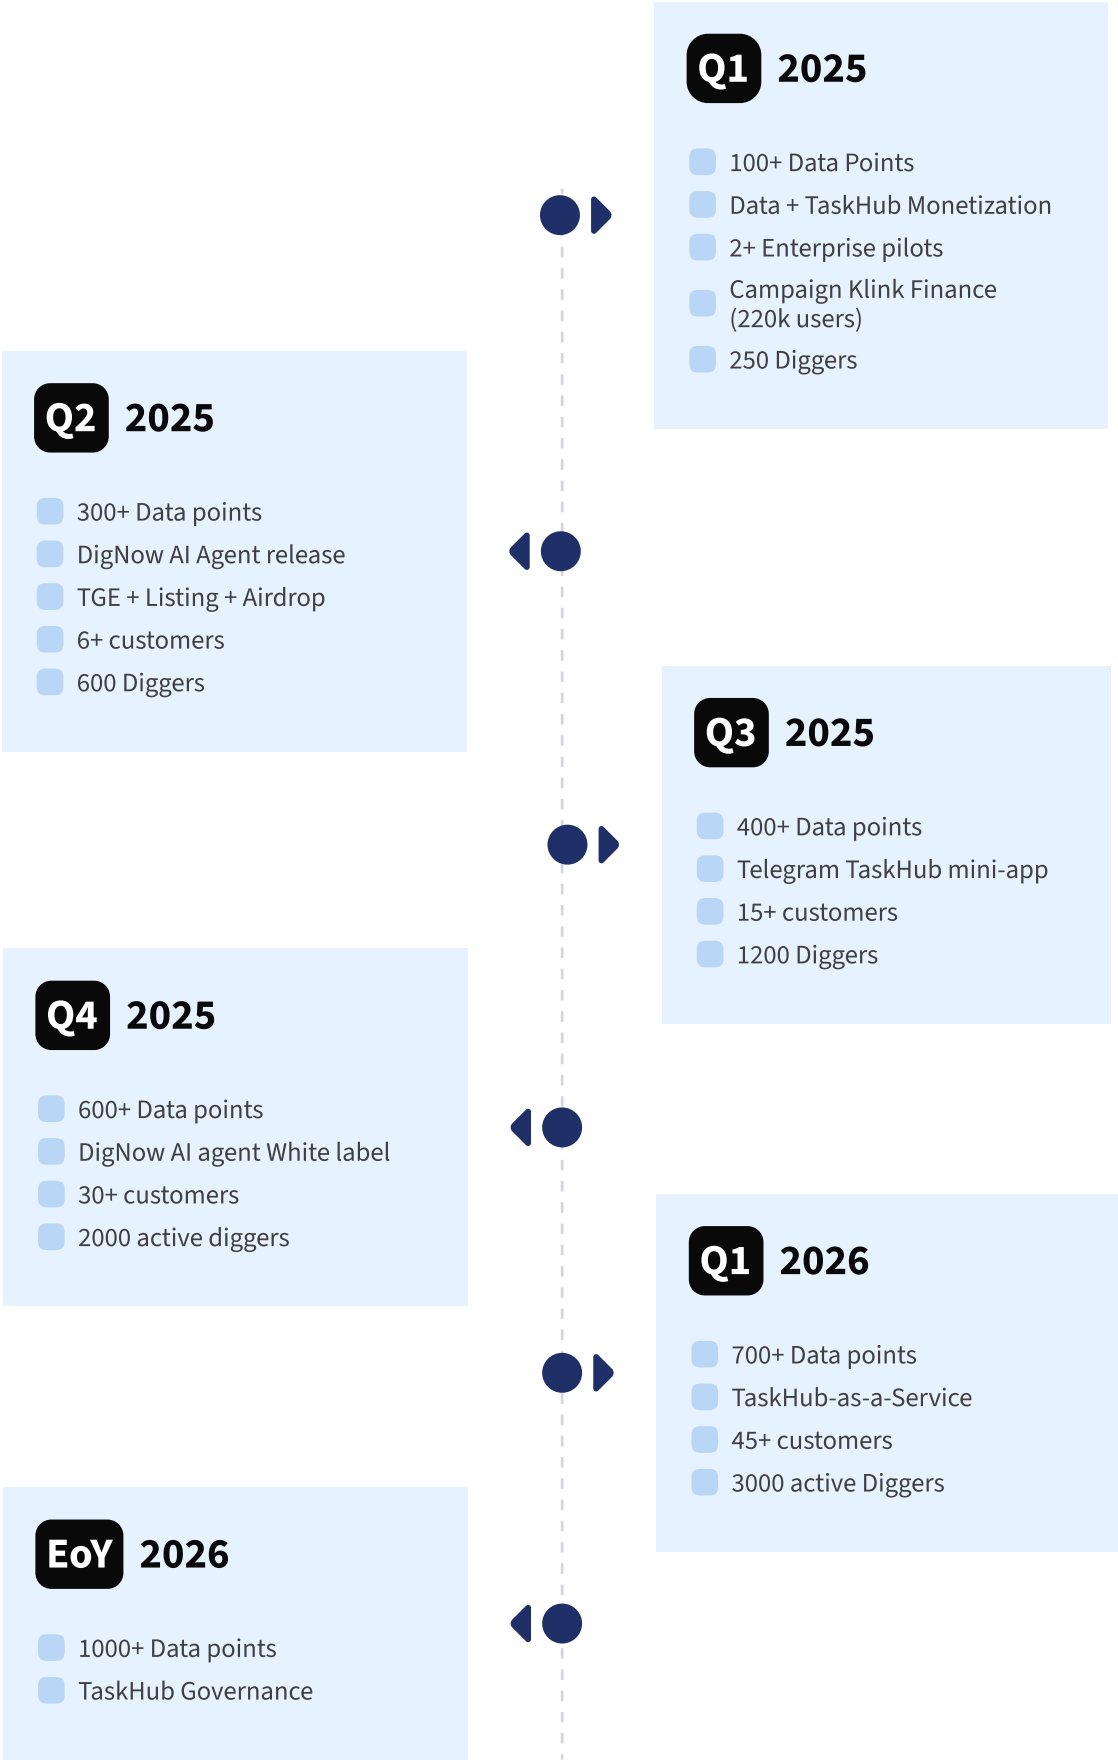 Q1 2025
100+ Data Points
Data + TaskHub Monetization
2+ Enterprise pilots
Campaign Klink Finance
(220k users)
250 Diggers
Q2 2025
300+ Data points
DigNow AI Agent release
TGE + Listing + Airdrop
6+ customers
600 Diggers
Q3 2025
400+ Data points
Telegram TaskHub mini-app
15+ customers
1200 Diggers
Q4 2025
600+ Data points
DigNow AI agent White label
30+ customers
2000 active diggers
Q1 2026
700+ Data points
TaskHub-as-a-Service
45+ customers
3000 active Diggers
EoY 2026
1000+ Data points
TaskHub Governance